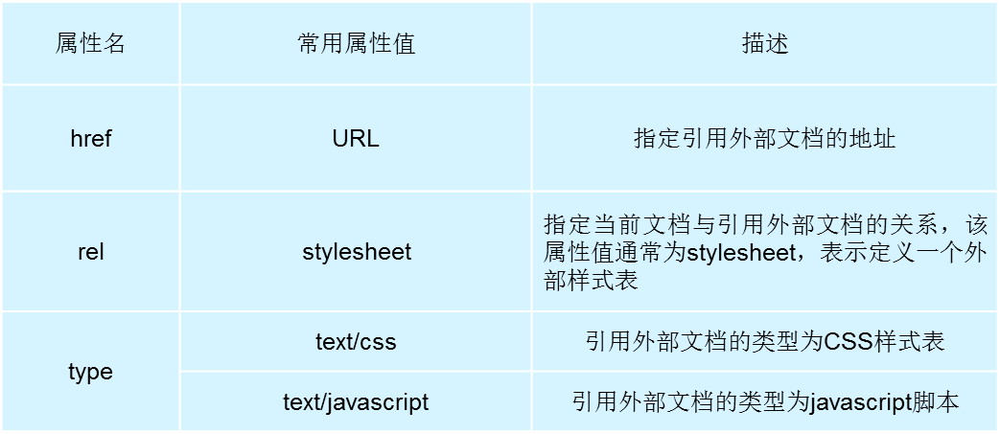 属性名 常用属性值 描述
href URL 指定引用外部文档的地址
rel stylesheet 指定当前文档与引用外部文档的关系，该
属性值通常为stylesheet，表示定义一个外
部样式表
type
text/css 引用外部文档的类型为CSS样式表
text/javascript 引用外部文档的类型为javascript脚本